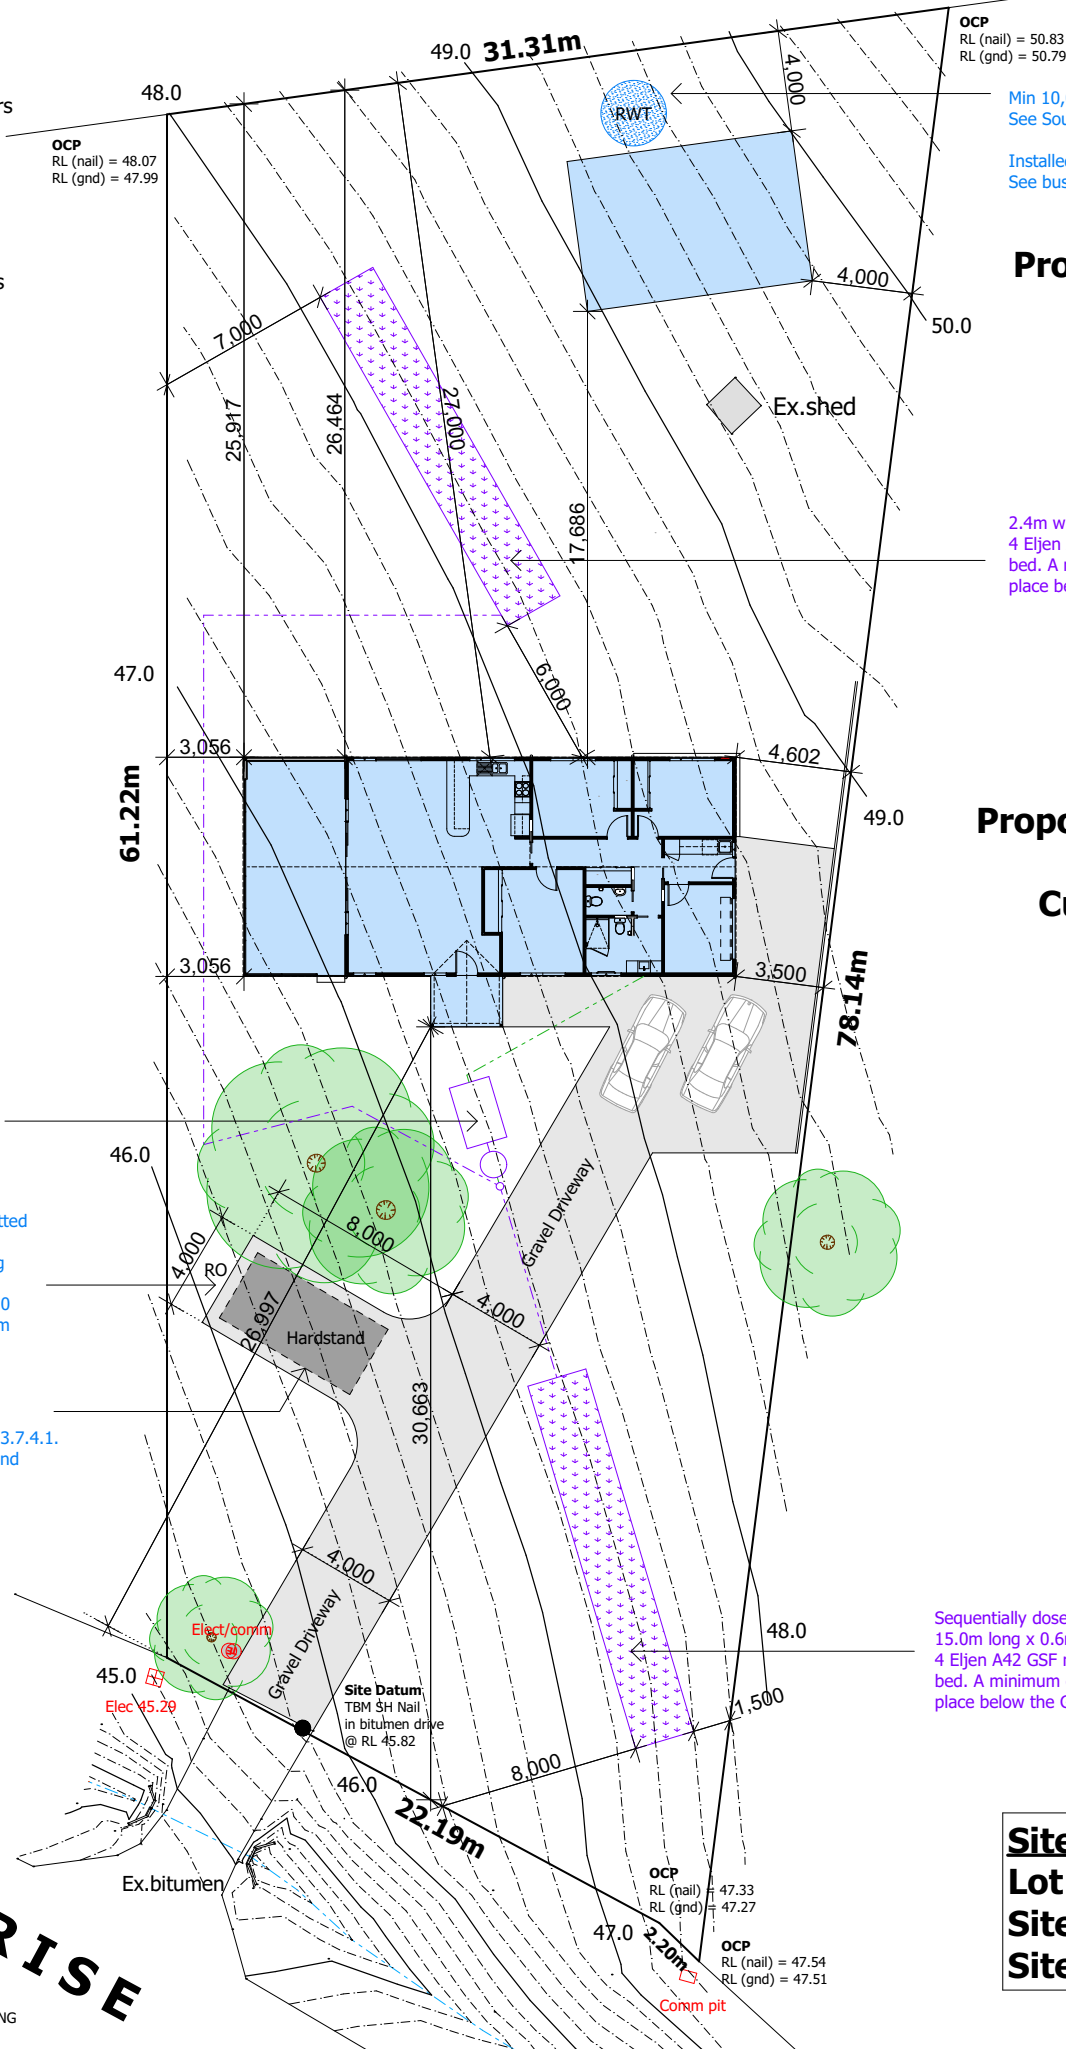 OCP
RL (nail) = 50.83
RL (gnd) = 50.79
49.0
31.31m
4,000
48.0
RWT
Min 10,
See Sou
OCP
RL (nail) = 48.07
RL (gnd) = 47.99
Installe
See bus
Pro
4,000
50.0
7,000
25,917
26,464
27,000
Ex.shed
17,686
2.4m w
4 Eljen
bed. A
place be
47.0
6,000
3,056
4,602
61.22m
49.0
Propo
3,056
3,500
78.14m
46.0
4,000
RO
8,000
26,997
Hardstand
4,000
Gravel Driveway
30,663
3.7.4.1.
4,000
Gravel Driveway
Elect/comm
45.0
Elec 45.29
Site Datum
TBM SH Nail
in bitumen drive
@ RL 45.82
48.0
Sequentially dose
15.0m long x 0.6
4 Eljen A42 GSF
bed. A minimum
place below the
1,500
8,000
46.0
22.19m
Ex.bitumen
OCP
RL (nail) = 47.33
RL (gnd) = 47.27
47.0
2.20m
OCP
RL (nail) = 47.54
RL (gnd) = 47.51
Comm pit
Site
Lot
Site
Site
RISE
NG